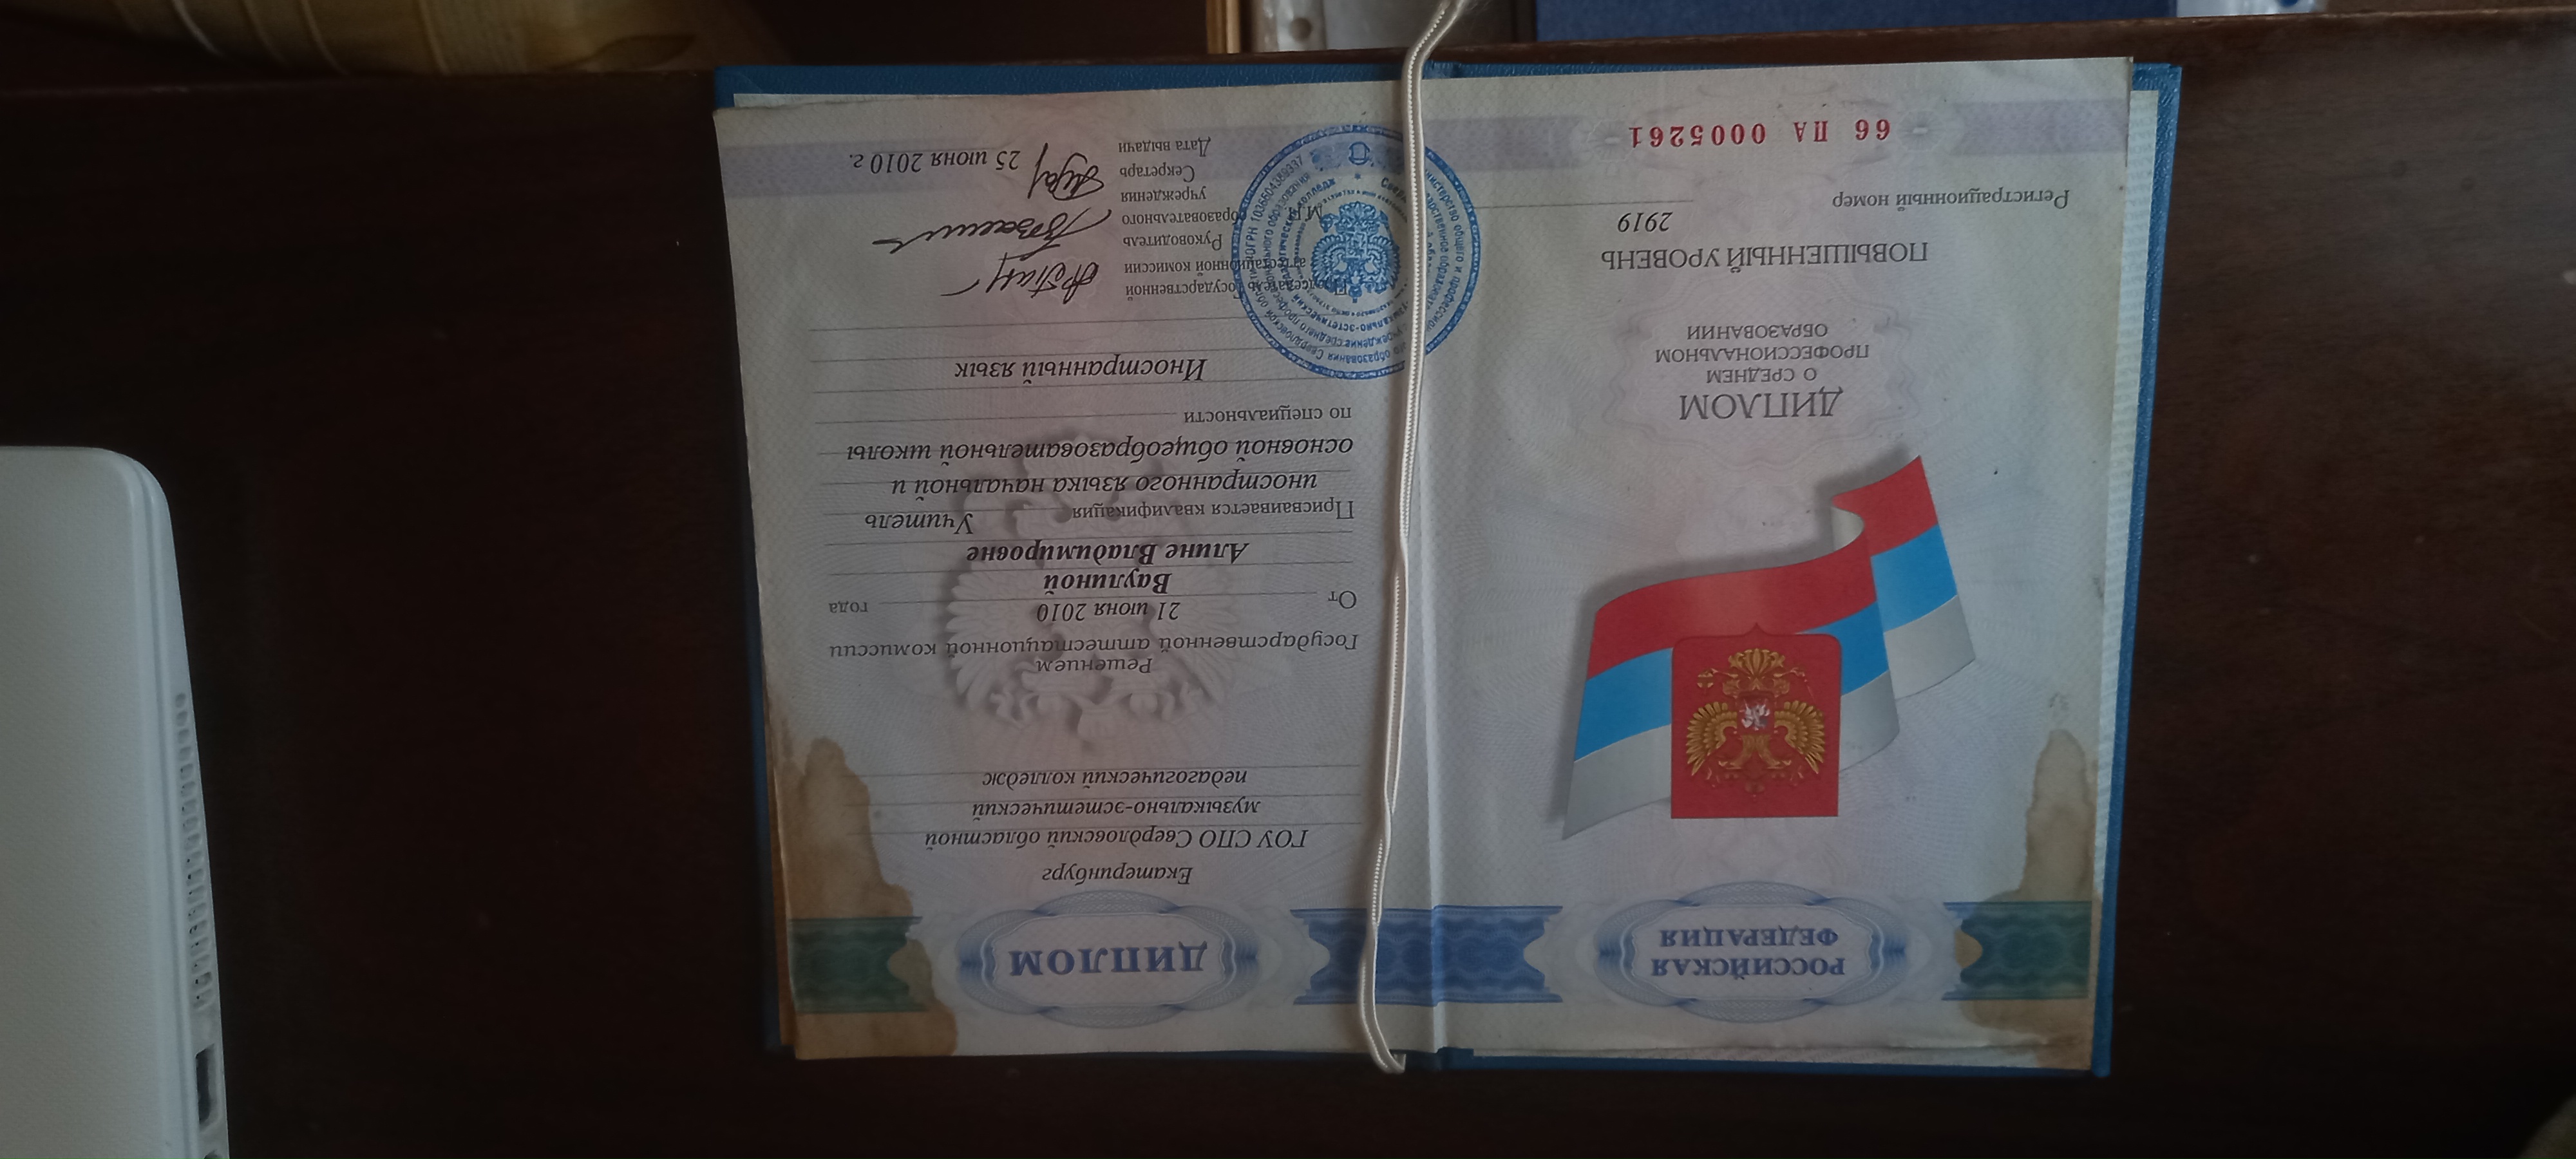 РОССИЙСКАЯ
ФЕДЕРАЦИЯ
ДИПЛОМ
О СРЕДНЕМ
ПРОФЕССИОНАЛЬНОМ
ОБРАЗОВАНИИ
ПОВЫШЕННЫЙ УРОВЕНЬ
2919
Регистрационный номер
66 ПА 0005261
ДИПЛОМ
Екатеринбург
ГОУ СПО Свердловский областной
музыкально-эстетический
педагогический колледж
Решением
Государственной аттестационной комиссии
От 21 июня 2010 года
Ваулиной
Алине Владимировне
Присваивается квалификация Учитель
иностранного языка начальной и
основной общеобразовательной школы
по специальности
Иностранный язык
Председатель Государственной
аттестационной комиссии
Руководитель
образовательного
учреждения
Секретарь
Дата выдачи 25 июня 2010 г.
М.П.